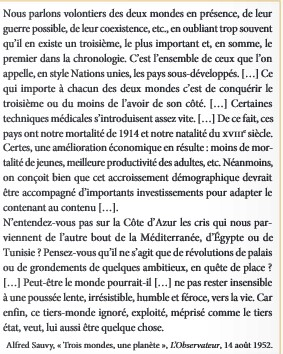 Nous parlons volontiers des deux mondes en présence, de leur
guerre possible, de leur coexistence, etc., en oubliant trop souvent
qu'il en existe un troisième, le plus important et, en somme, le
premier dans la chronologie. C'est l'ensemble de ceux que l'on
appelle, en style Nations unies, les pays sous-développés. [...] Ce
qui importe à chacun des deux mondes c'est de conquérir le
troisième ou du moins de l'avoir de son côté. [...] Certaines
techniques médicales s'introduisent assez vite. [...] De ce fait, ces
pays ont notre mortalité de 1914 et notre natalité du XVIIIe siècle.
Certes, une amélioration économique en résulte : moins de mor-
talité de jeunes, meilleure productivité des adultes, etc. Néanmoins,
on conçoit bien que cet accroissement démographique devrait
être accompagné d'importants investissements pour adapter le
contenant au contenu [...].
N'entendez-vous pas sur la Côte d'Azur les cris qui nous par-
viennent de l'autre bout de la Méditerranée, d'Égypte ou de
Tunisie ? Pensez-vous qu'il ne s'agit que de révolutions de palais
ou de grondements de quelques ambitieux, en quête de place ?
[...] Peut-être le monde pourrait-il [...] ne pas rester insensible
à une poussée lente, irrésistible, humble et féroce, vers la vie. Car
enfin, ce tiers-monde ignoré, exploité, méprisé comme le tiers
état, veut, lui aussi être quelque chose.
Alfred Sauvy, « Trois mondes, une planète », L'Observateur, 14 août 1952.